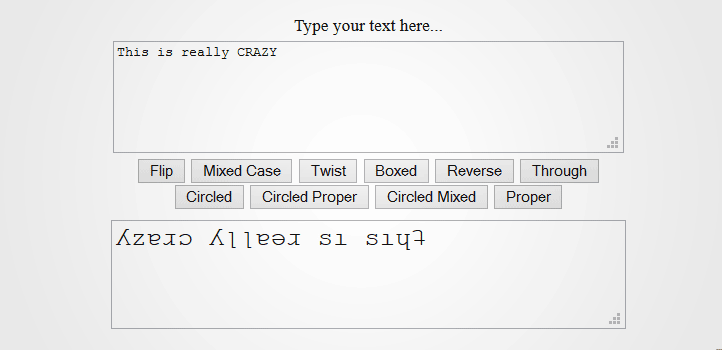 Type your text here...
This is really CRAZY
Flip Mixed Case Twist Boxed Reverse Through
Circled Circled Proper Circled Mixed Proper
ʎzɐɹɔ ʎllɐǝɹ sı sıɥʇ